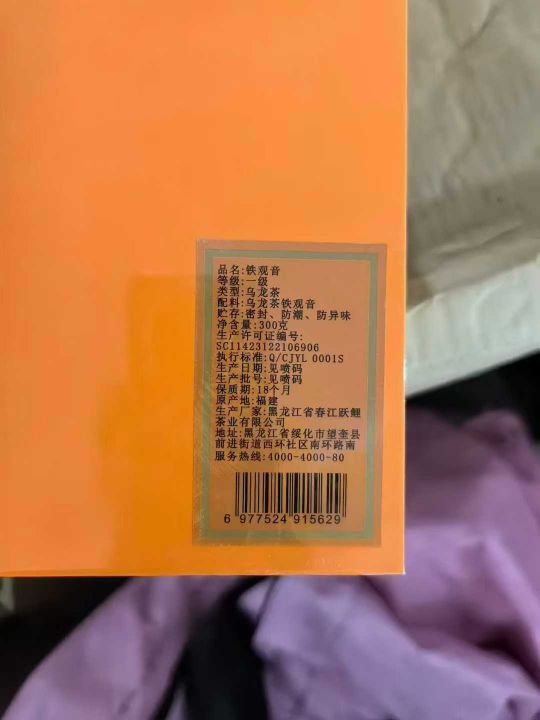 品名:铁观音
等级:一级
类型:乌龙茶
配料:乌龙茶铁观音
贮存:密封、防潮、防异味
净含量:300克
生产许可证编号:
SC11423122106906
执行标准:Q/CJYL 0001S
生产日期:见喷码
生产批号:见喷码
保质期:18个月
原产地:福建
生产厂家:黑龙江省春江跃鲤
茶业有限公司
地址:黑龙江省绥化市望奎县
前进街道西环社区南环路南
服务热线:4000-4000-80
6 977524 915629